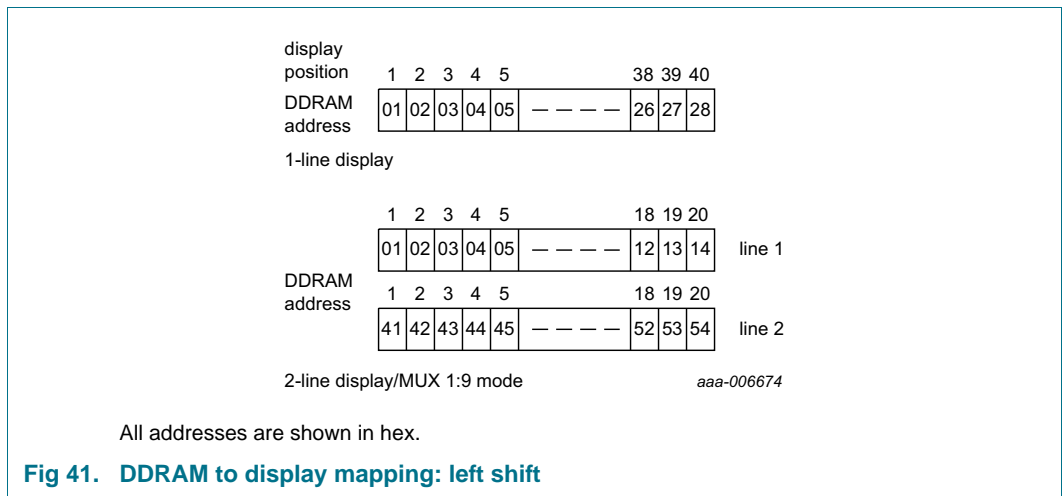 display
position 1 2 3 4 5 38 39 40
DDRAM
address 01 02 03 04 05 — — — — 26 27 28
1-line display
1 2 3 4 5 18 19 20
01 02 03 04 05 — — — — 12 13 14 line 1
DDRAM
address
1 2 3 4 5 18 19 20
41 42 43 44 45 — — — — 52 53 54 line 2
2-line display/MUX 1:9 mode aaa-006674
All addresses are shown in hex.
Fig 41. DDRAM to display mapping: left shift